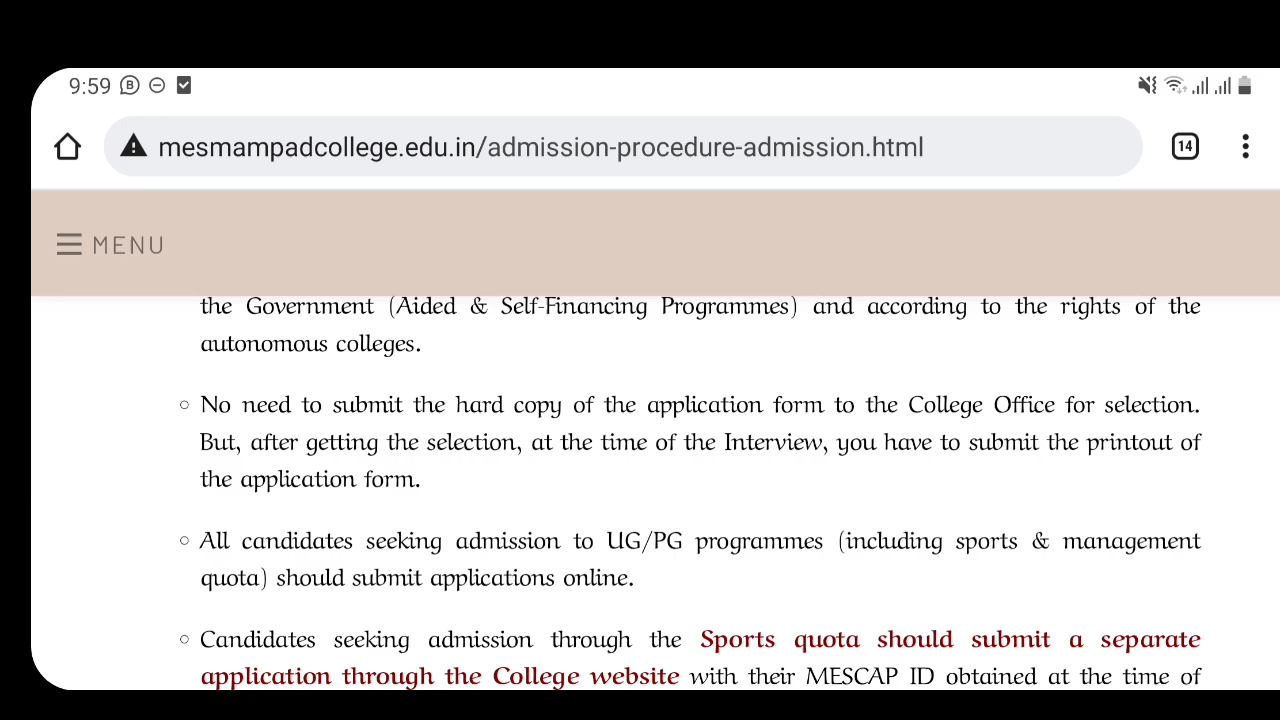 9:59
mesmampadcollege.edu.in/admission-procedure-admission.html
14
MENU
the Government (Aided & Self-Financing Programmes) and according to the rights of the
autonomous colleges.
No need to submit the hard copy of the application form to the College Office for selection.
But, after getting the selection, at the time of the Interview, you have to submit the printout of
the application form.
All candidates seeking admission to UG/PG programmes (including sports & management
quota) should submit applications online.
Candidates seeking admission through the Sports quota should submit a separate
application through the College website with their MESCAP ID obtained at the time of